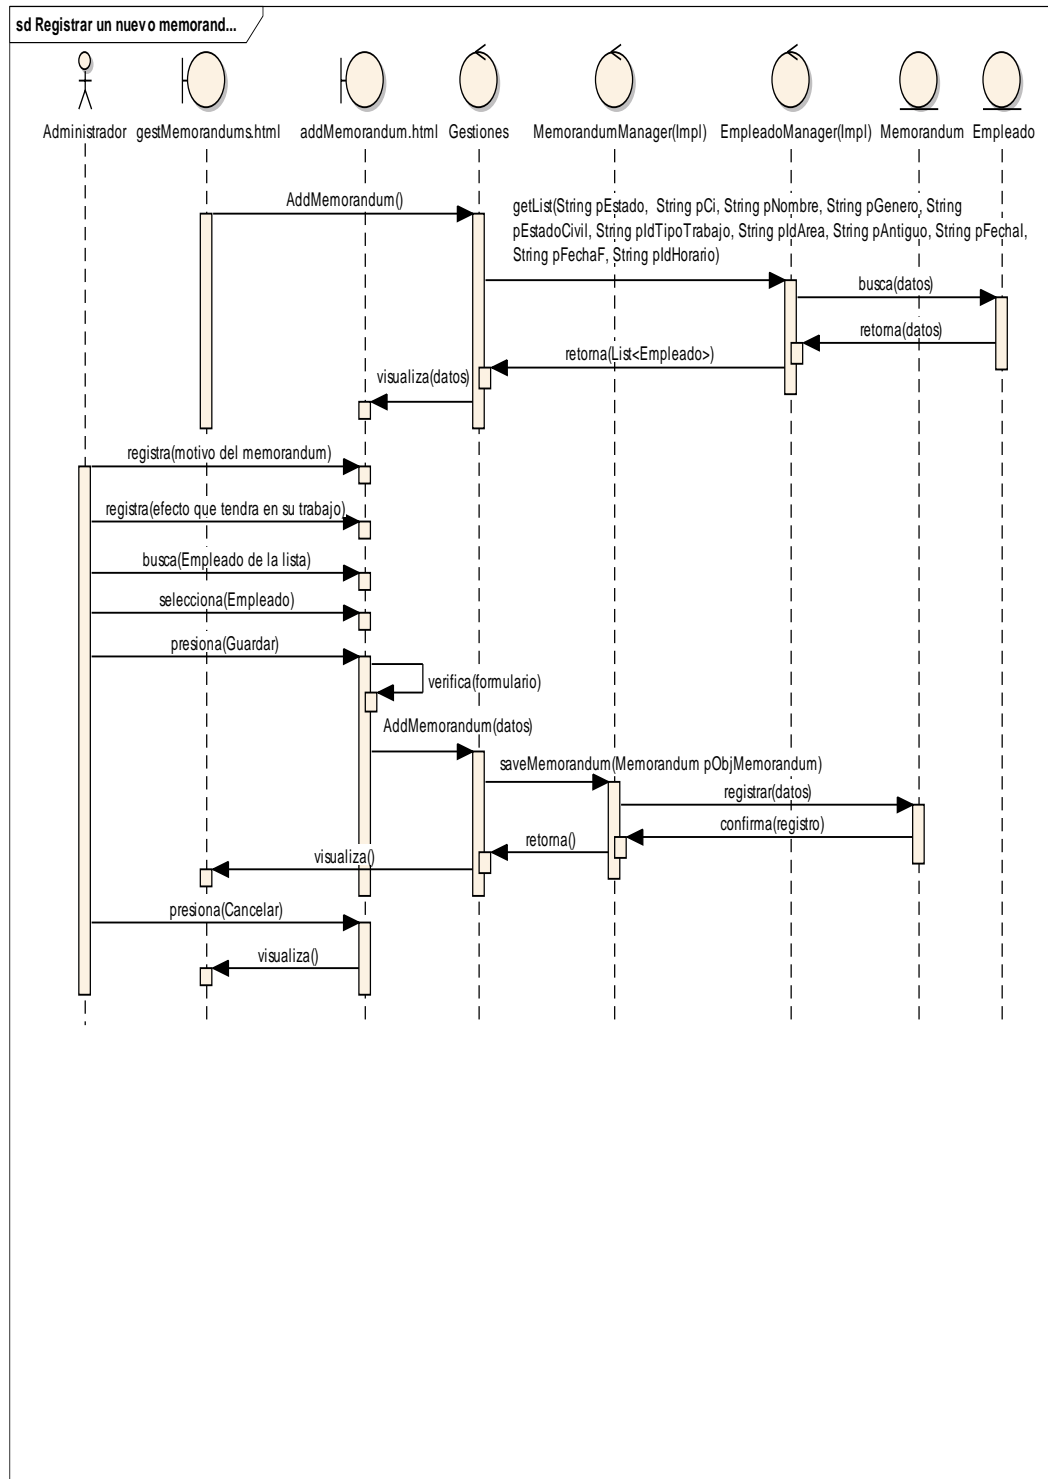 sd Registrar un nuevo memorand...
Administrador
gestMemorandums.html
addMemorandum.html
Gestiones
MemorandumManager(Impl)
EmpleadoManager(Impl)
Memorandum
Empleado
AddMemorandum()
getList(String pEstado, String pCi, String pNombre, String pGenero, String
pEstadoCivil, String pIdTipoTrabajo, String pIdArea, String pAntiguo, String pFechaI,
String pFechaF, String pIdHorario)
busca(datos)
retorna(datos)
retorna(List<Empleado>)
visualiza(datos)
registra(motivo del memorandum)
registra(efecto que tendra en su trabajo)
busca(Empleado de la lista)
selecciona(Empleado)
presiona(Guardar)
verifica(formulario)
AddMemorandum(datos)
saveMemorandum(Memorandum pObjMemorandum)
registrar(datos)
confirma(registro)
retorna()
visualiza()
presiona(Cancelar)
visualiza()